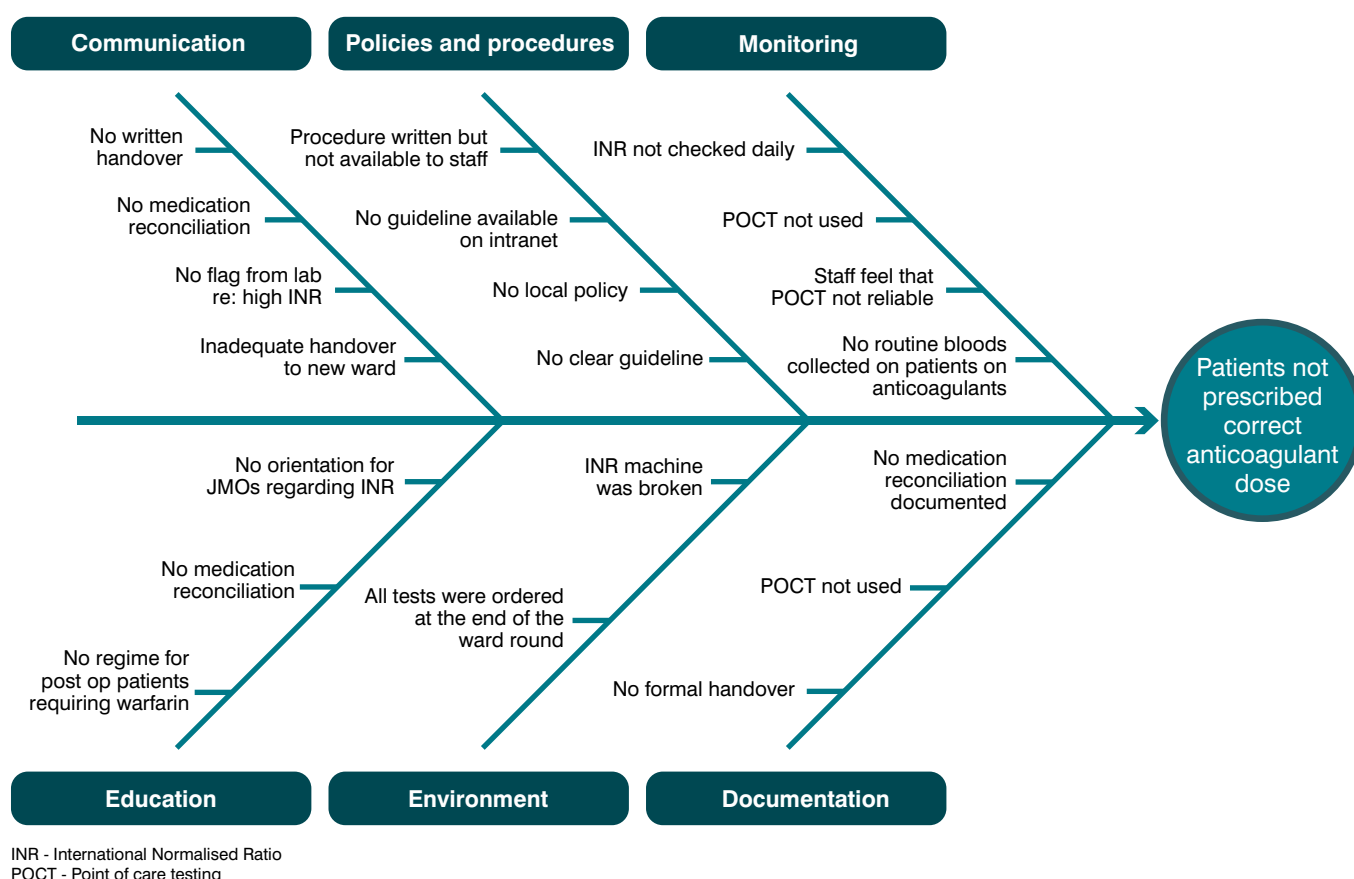 Communication
Policies and procedures
Monitoring
No written
handover
No medication
reconciliation
No flag from lab
re: high INR
Inadequate handover
to new ward
Procedure written but
not available to staff
No guideline available
on intranet
No local policy
No clear guideline
INR not checked daily
POCT not used
Staff feel that
POCT not reliable
No routine bloods
collected on patients on
anticoagulants
Patients not
prescribed
correct
anticoagulant
dose
No orientation for
JMOs regarding INR
No medication
reconciliation
No regime for
post op patients
requiring warfarin
INR machine
was broken
All tests were ordered
at the end of the
ward round
No medication
reconciliation
documented
POCT not used
No formal handover
Education
Environment
Documentation
INR - International Normalised Ratio
POCT - Point of care testing